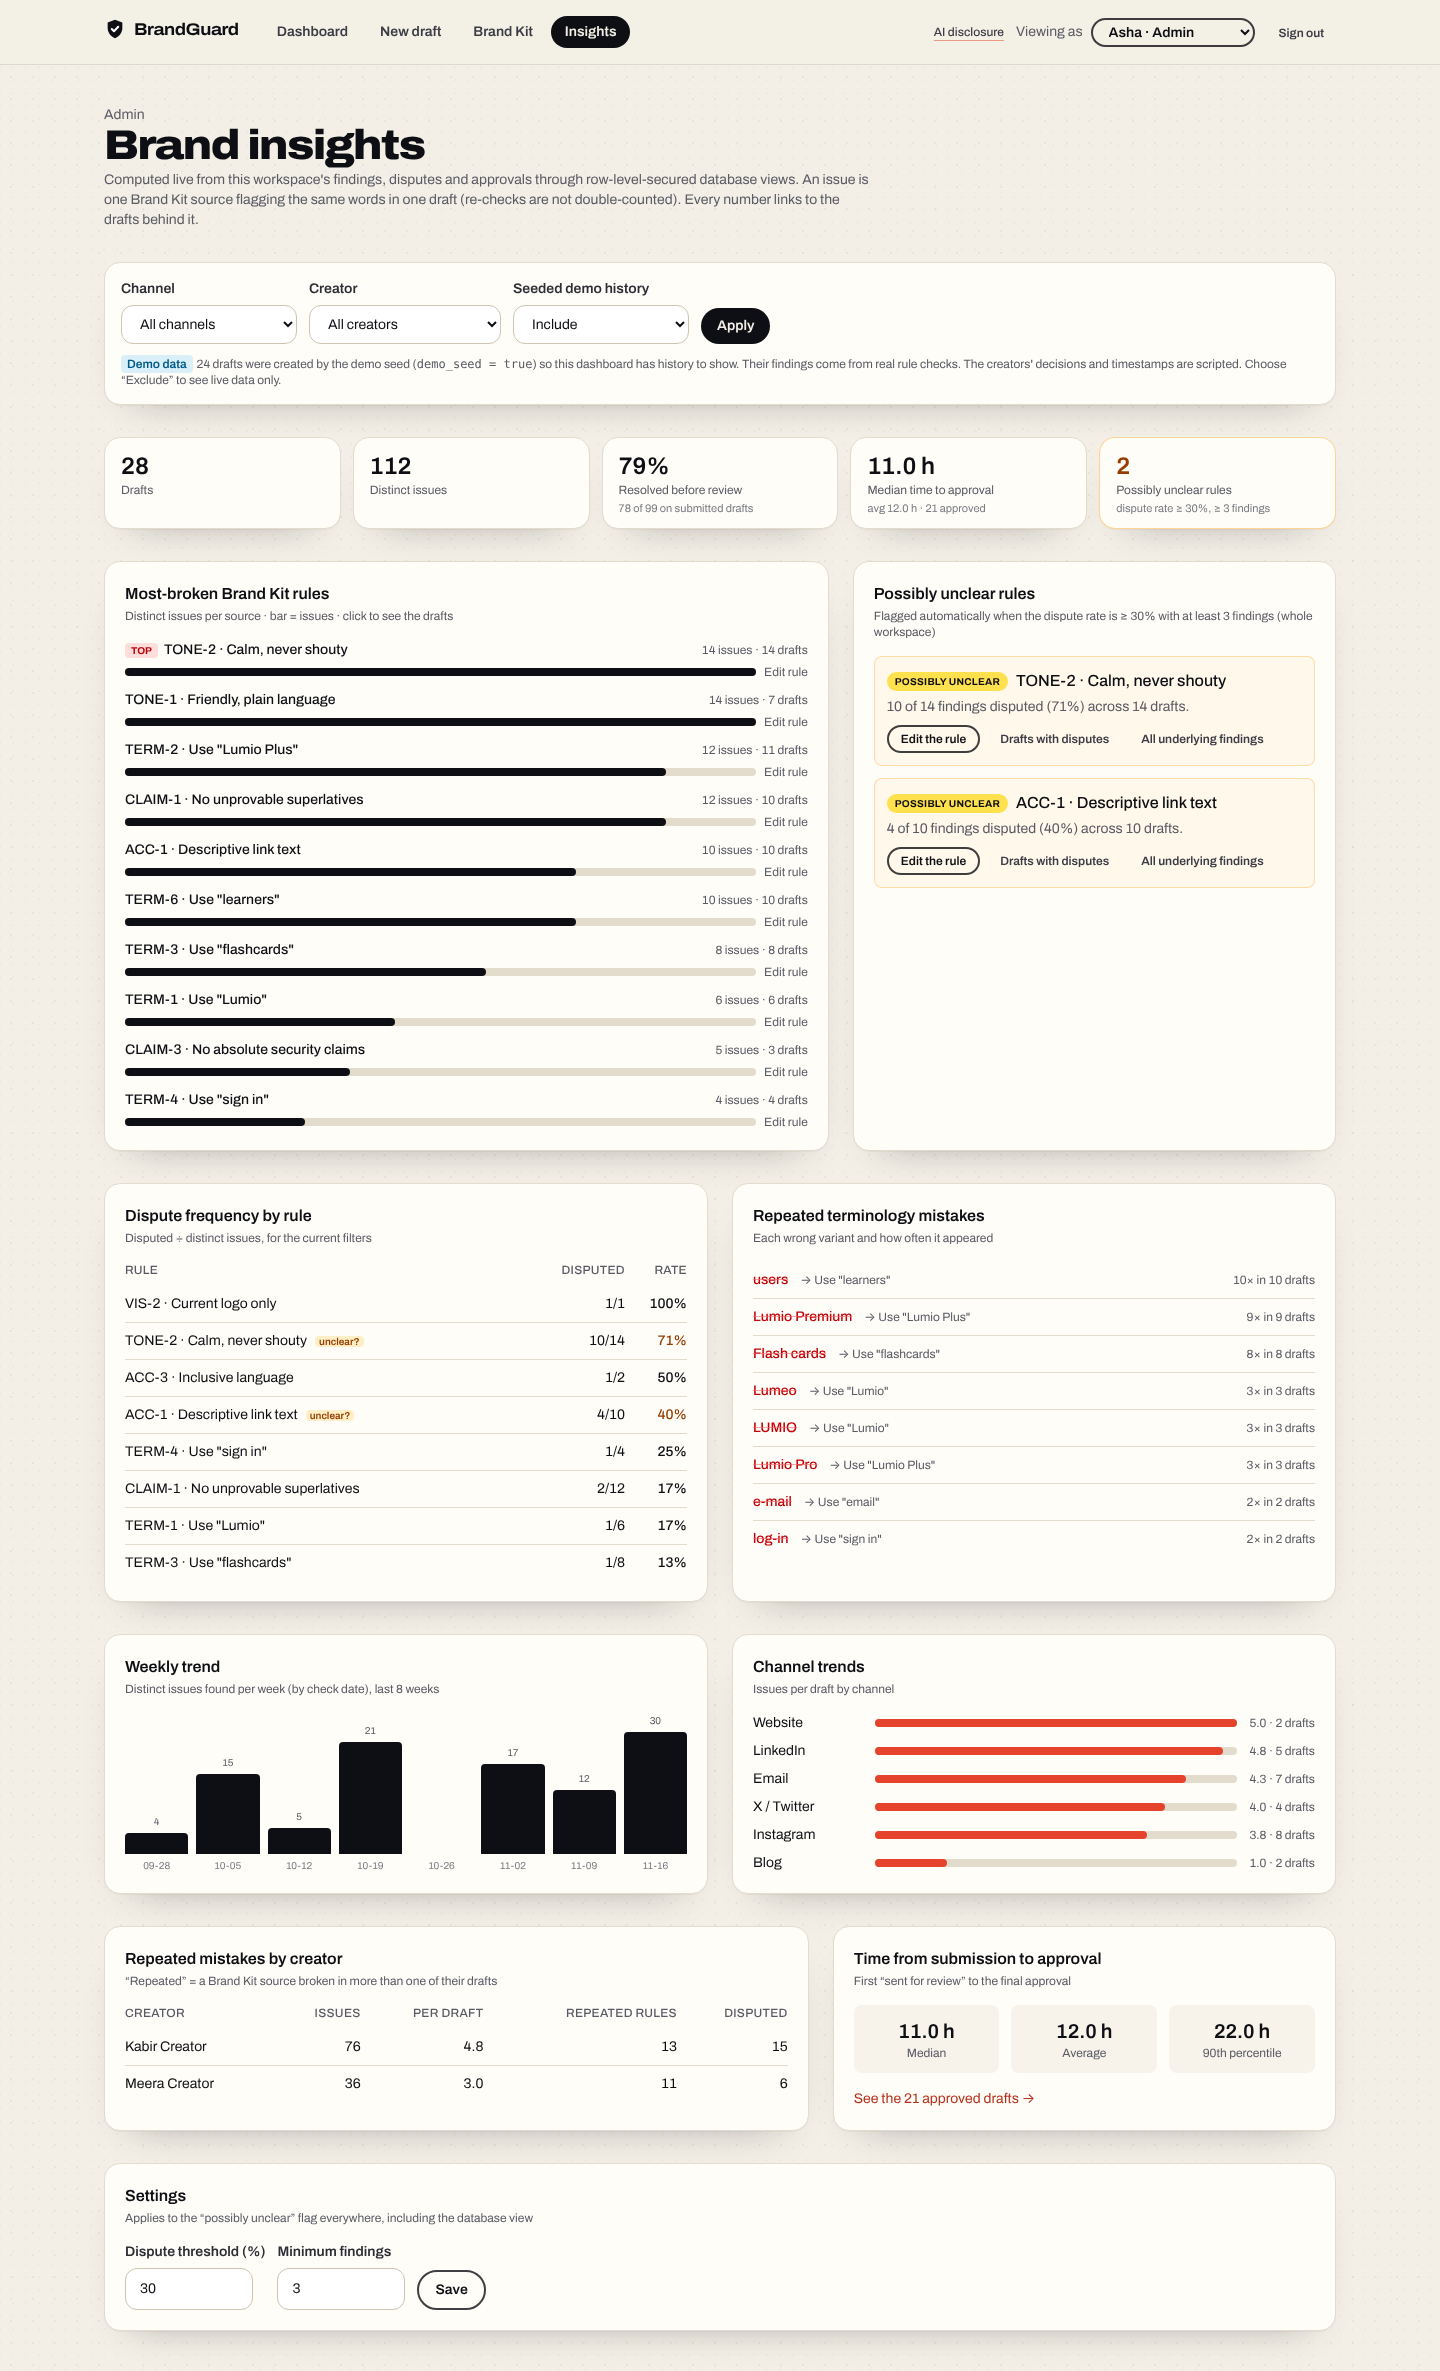 BrandGuard
Dashboard
New draft
Brand Kit
Insights
AI disclosure
Viewing as
Asha · Admin
Sign out
Admin
Brand insights
Computed live from this workspace's findings, disputes and approvals through row-level-secured database views. An issue is
one Brand Kit source flagging the same words in one draft (re-checks are not double-counted). Every number links to the
drafts behind it.
Channel
Creator
Seeded demo history
All channels
All creators
Include
Apply
Demo data 24 drafts were created by the demo seed (demo_seed = true) so this dashboard has history to show. Their findings come from real rule checks. The creators' decisions and timestamps are scripted. Choose
“Exclude” to see live data only.
28
Drafts
112
Distinct issues
79%
Resolved before review
78 of 99 on submitted drafts
11.0 h
Median time to approval
avg 12.0 h · 21 approved
2
Possibly unclear rules
dispute rate ≥ 30%, ≥ 3 findings
Most-broken Brand Kit rules
Distinct issues per source · bar = issues · click to see the drafts
TOP TONE-2 · Calm, never shouty 14 issues · 14 drafts
Edit rule
TONE-1 · Friendly, plain language 14 issues · 7 drafts
Edit rule
TERM-2 · Use "Lumio Plus" 12 issues · 11 drafts
Edit rule
CLAIM-1 · No unprovable superlatives 12 issues · 10 drafts
Edit rule
ACC-1 · Descriptive link text 10 issues · 10 drafts
Edit rule
TERM-6 · Use "learners" 10 issues · 10 drafts
Edit rule
TERM-3 · Use "flashcards" 8 issues · 8 drafts
Edit rule
TERM-1 · Use "Lumio" 6 issues · 6 drafts
Edit rule
CLAIM-3 · No absolute security claims 5 issues · 3 drafts
Edit rule
TERM-4 · Use "sign in" 4 issues · 4 drafts
Edit rule
Possibly unclear rules
Flagged automatically when the dispute rate is ≥ 30% with at least 3 findings (whole
workspace)
POSSIBLY UNCLEAR TONE-2 · Calm, never shouty
10 of 14 findings disputed (71%) across 14 drafts.
Edit the rule Drafts with disputes All underlying findings
POSSIBLY UNCLEAR ACC-1 · Descriptive link text
4 of 10 findings disputed (40%) across 10 drafts.
Edit the rule Drafts with disputes All underlying findings
Dispute frequency by rule
Disputed ÷ distinct issues, for the current filters
RULE DISPUTED RATE
VIS-2 · Current logo only 1/1 100%
TONE-2 · Calm, never shouty unclear? 10/14 71%
ACC-3 · Inclusive language 1/2 50%
ACC-1 · Descriptive link text unclear? 4/10 40%
TERM-4 · Use "sign in" 1/4 25%
CLAIM-1 · No unprovable superlatives 2/12 17%
TERM-1 · Use "Lumio" 1/6 17%
TERM-3 · Use "flashcards" 1/8 13%
Repeated terminology mistakes
Each wrong variant and how often it appeared
users → Use "learners" 10× in 10 drafts
Lumio Premium → Use "Lumio Plus" 9× in 9 drafts
Flash cards → Use "flashcards" 8× in 8 drafts
Lumeo → Use "Lumio" 3× in 3 drafts
LUMIO → Use "Lumio" 3× in 3 drafts
Lumio Pro → Use "Lumio Plus" 3× in 3 drafts
e-mail → Use "email" 2× in 2 drafts
log-in → Use "sign in" 2× in 2 drafts
Weekly trend
Distinct issues found per week (by check date), last 8 weeks
4 15 5 21 17 12 30
09-28 10-05 10-12 10-19 10-26 11-02 11-09 11-16
Channel trends
Issues per draft by channel
Website 5.0 · 2 drafts
LinkedIn 4.8 · 5 drafts
Email 4.3 · 7 drafts
X / Twitter 4.0 · 4 drafts
Instagram 3.8 · 8 drafts
Blog 1.0 · 2 drafts
Repeated mistakes by creator
“Repeated” = a Brand Kit source broken in more than one of their drafts
CREATOR ISSUES PER DRAFT REPEATED RULES DISPUTED
Kabir Creator 76 4.8 13 15
Meera Creator 36 3.0 11 6
Time from submission to approval
First “sent for review” to the final approval
11.0 h
Median
12.0 h
Average
22.0 h
90th percentile
See the 21 approved drafts →
Settings
Applies to the “possibly unclear” flag everywhere, including the database view
Dispute threshold (%) Minimum findings
30
3
Save